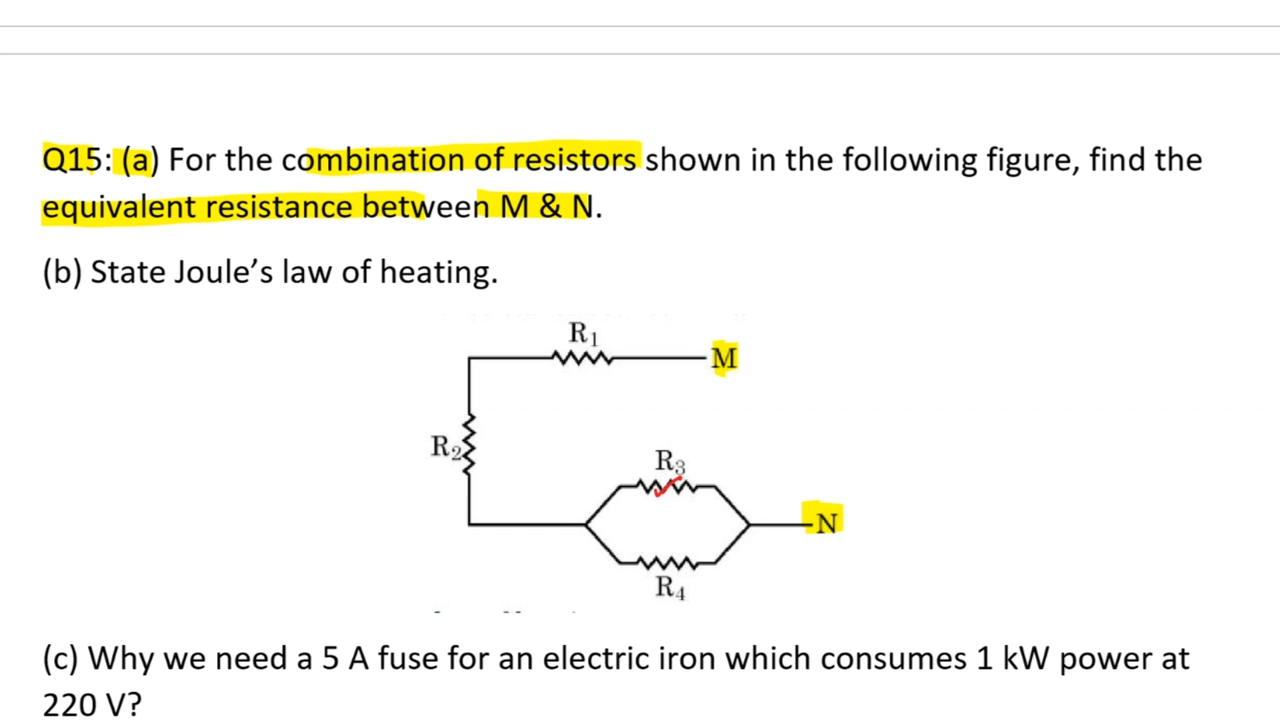 Q15: (a) For the combination of resistors shown in the following figure, find the
equivalent resistance between M & N.
(b) State Joule’s law of heating.
R₁
M
R₂
R₃
N
R₄
(c) Why we need a 5 A fuse for an electric iron which consumes 1 kW power at
220 V?